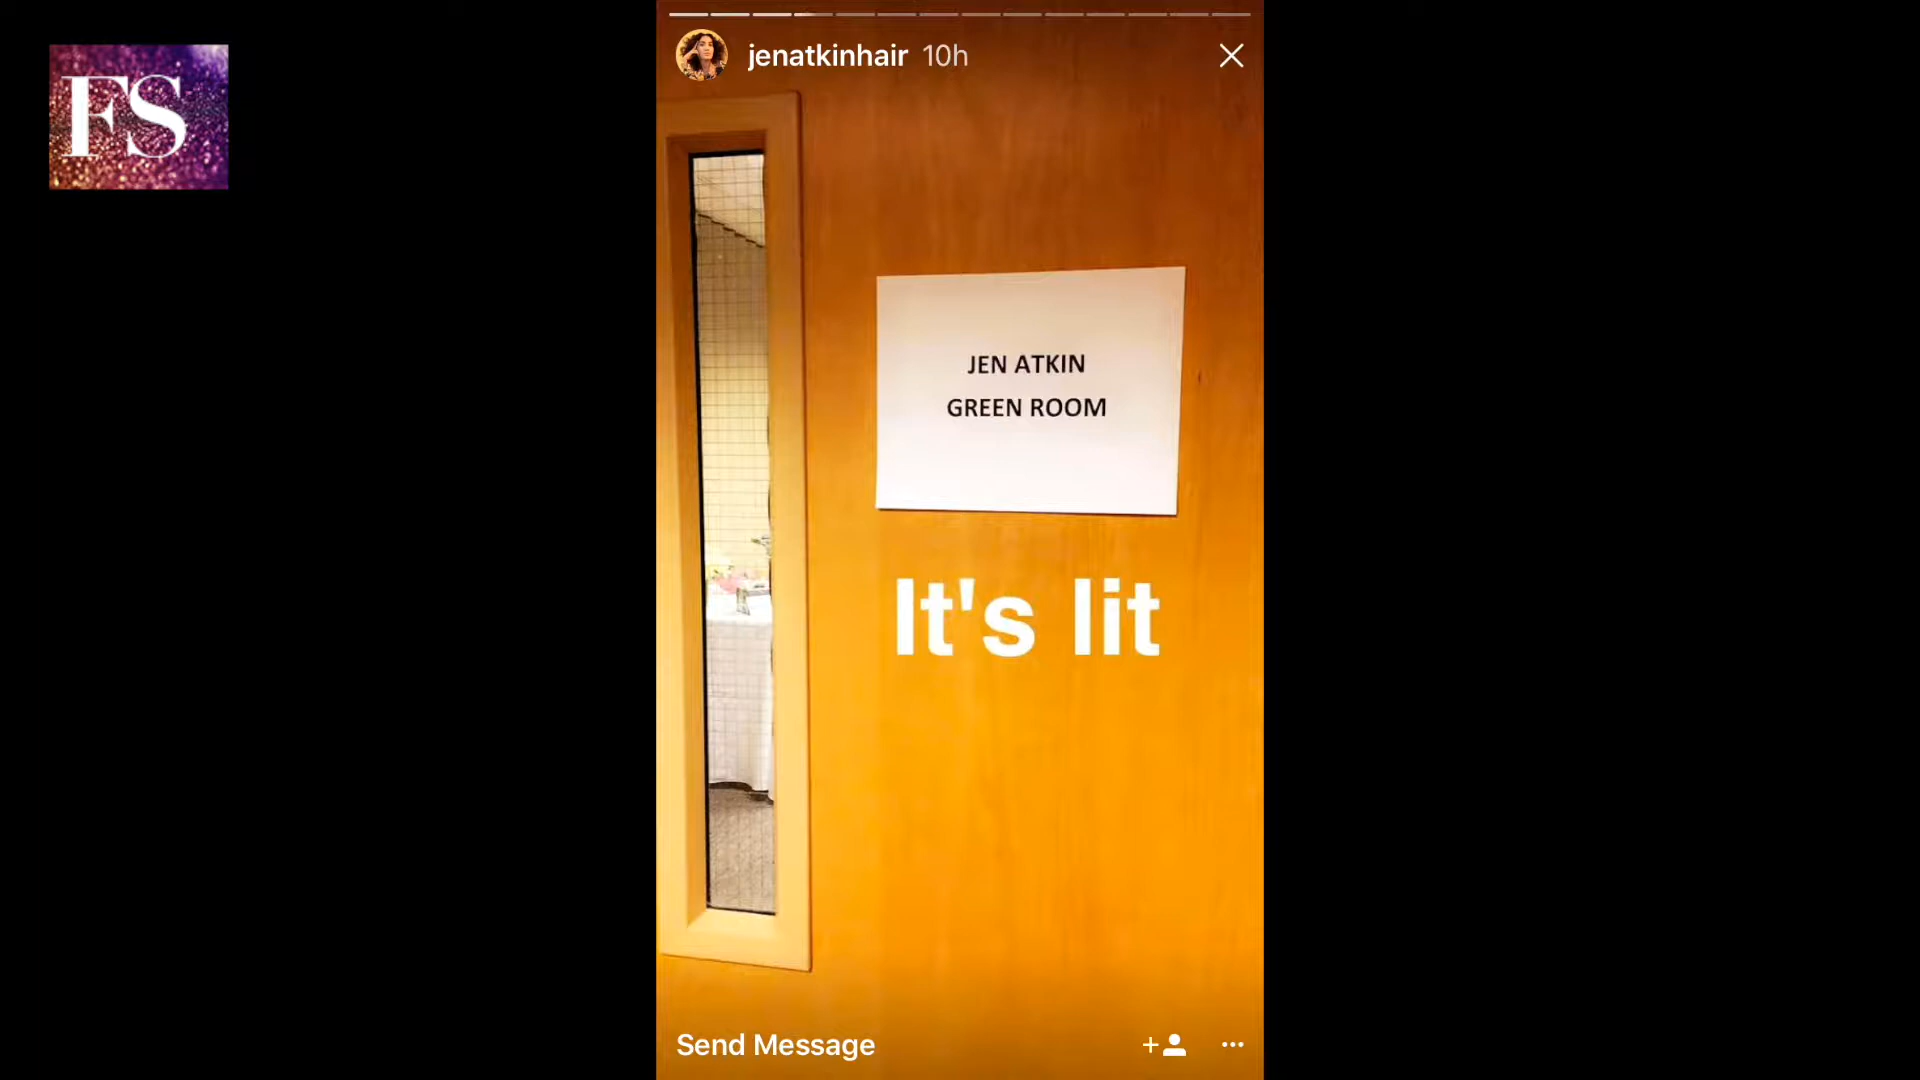 FS
jenatkinhair 10h
JEN ATKIN
GREEN ROOM
It's lit
Send Message